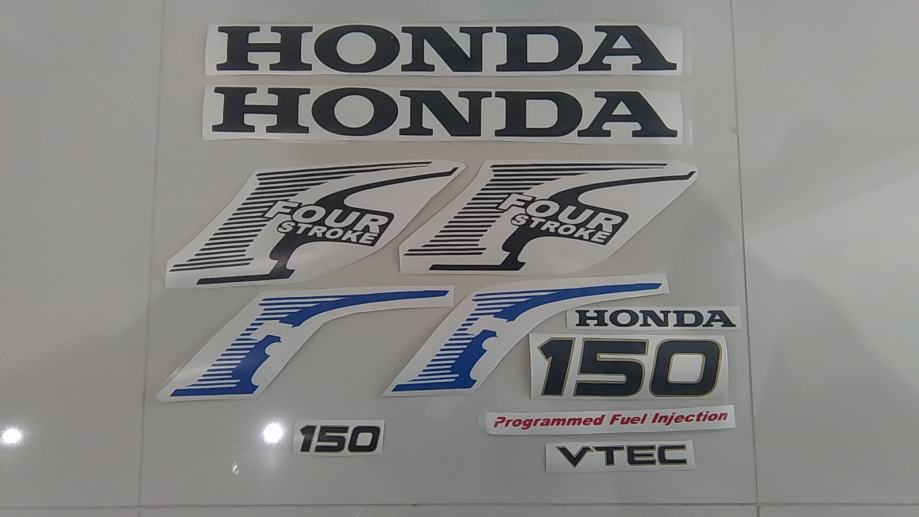 HONDA
HONDA
FOUR
STROKE
FOUR
STROKE
HONDA
150
Programmed Fuel Injection
150
VTEC